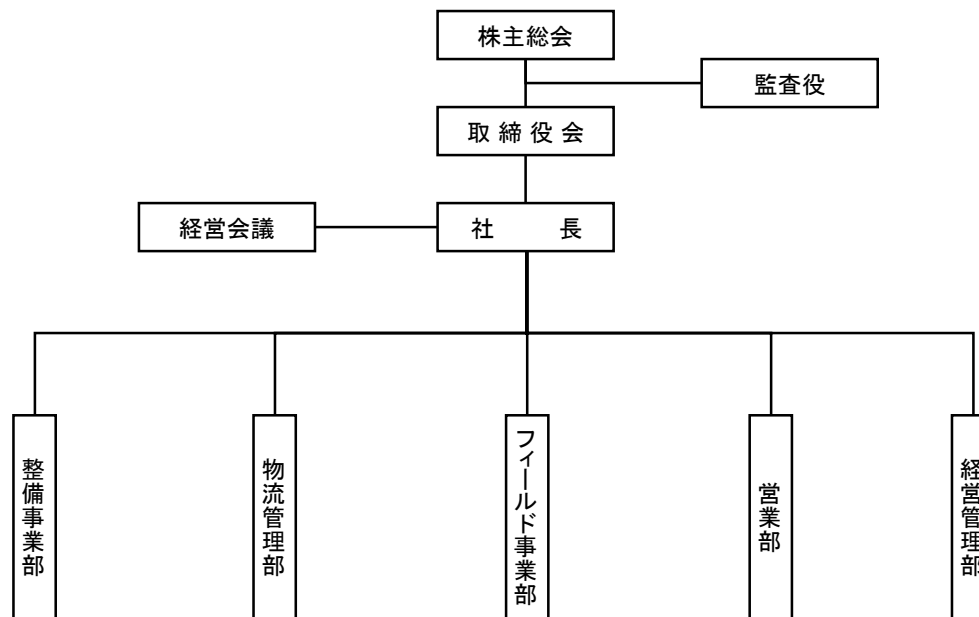 株主総会
監査役
取 締 役 会
経営会議
社　　長
整備事業部
物流管理部
フィールド事業部
営業部
経営管理部